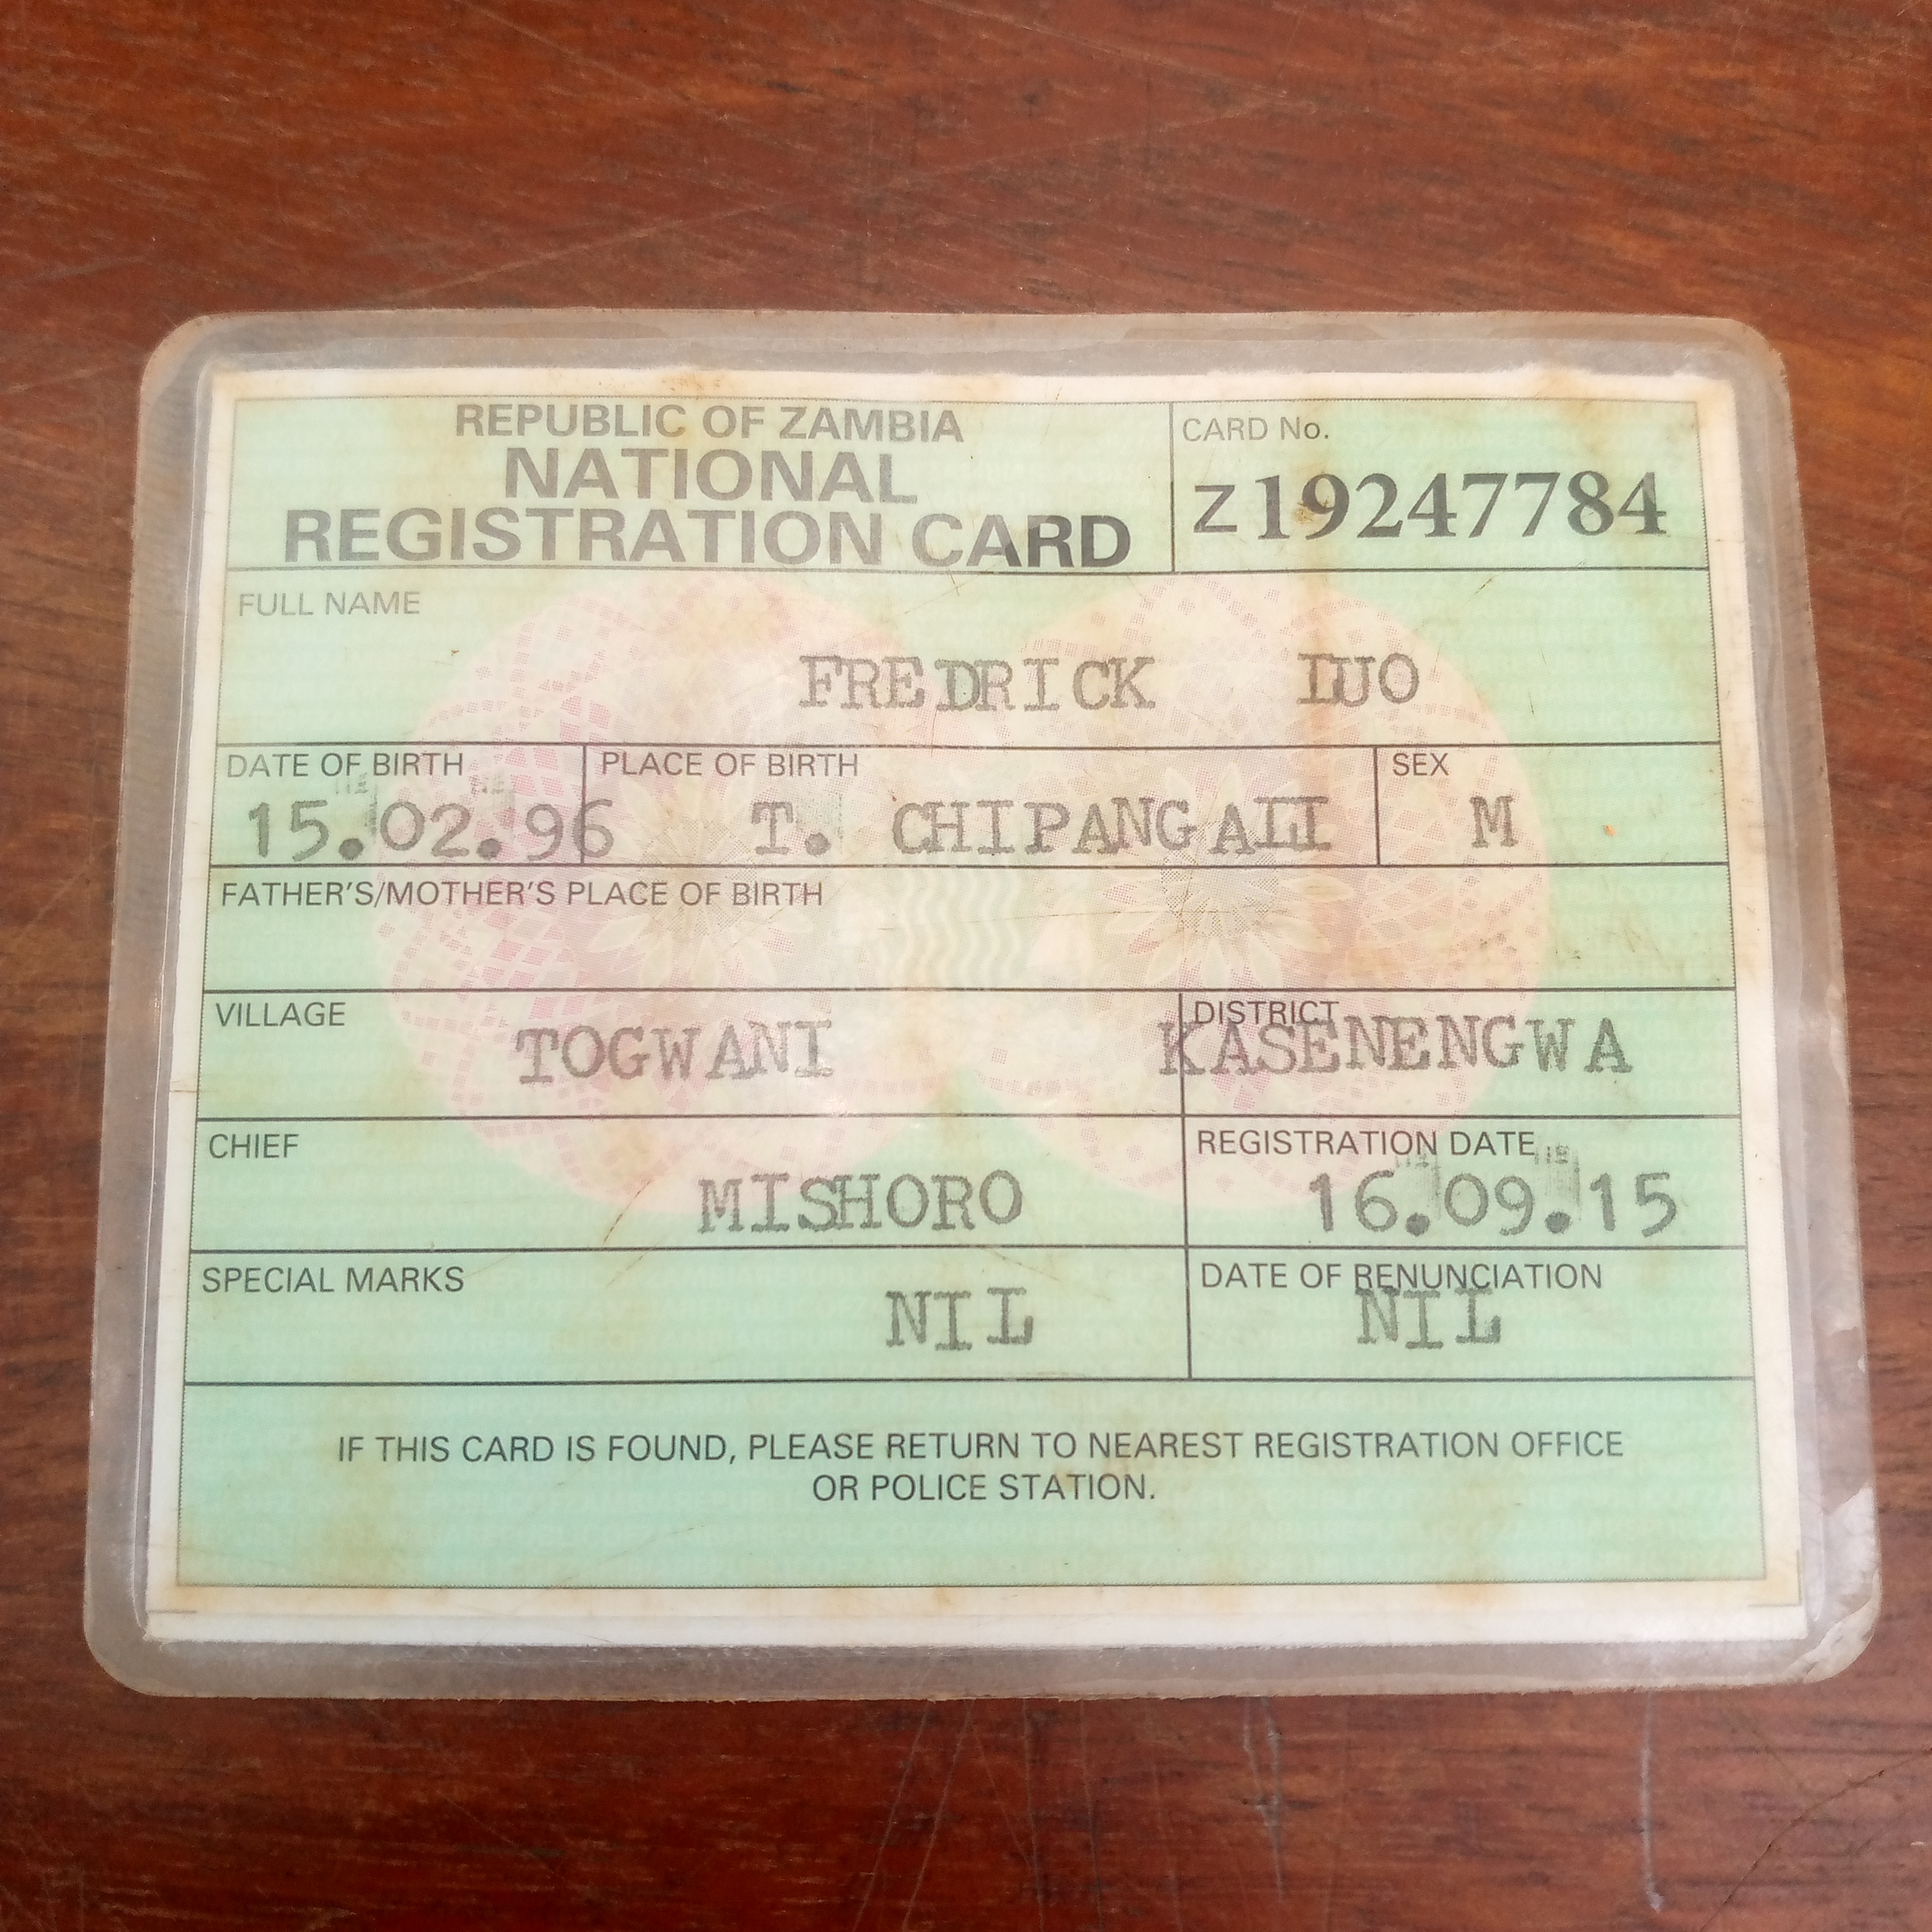 REPUBLIC OF ZAMBIA
NATIONAL
REGISTRATION CARD
CARD No.
Z19247784
FULL NAME
FREDRICK LUO
DATE OF BIRTH
15.02.96
PLACE OF BIRTH
T. CHIPANGALI
SEX
M
FATHER'S/MOTHER'S PLACE OF BIRTH
VILLAGE
TOGWANI
DISTRICT
KASENENGWA
CHIEF
MISHORO
REGISTRATION DATE
16.09.15
SPECIAL MARKS
NIL
DATE OF RENUNCIATION
NIL
IF THIS CARD IS FOUND, PLEASE RETURN TO NEAREST REGISTRATION OFFICE
OR POLICE STATION.